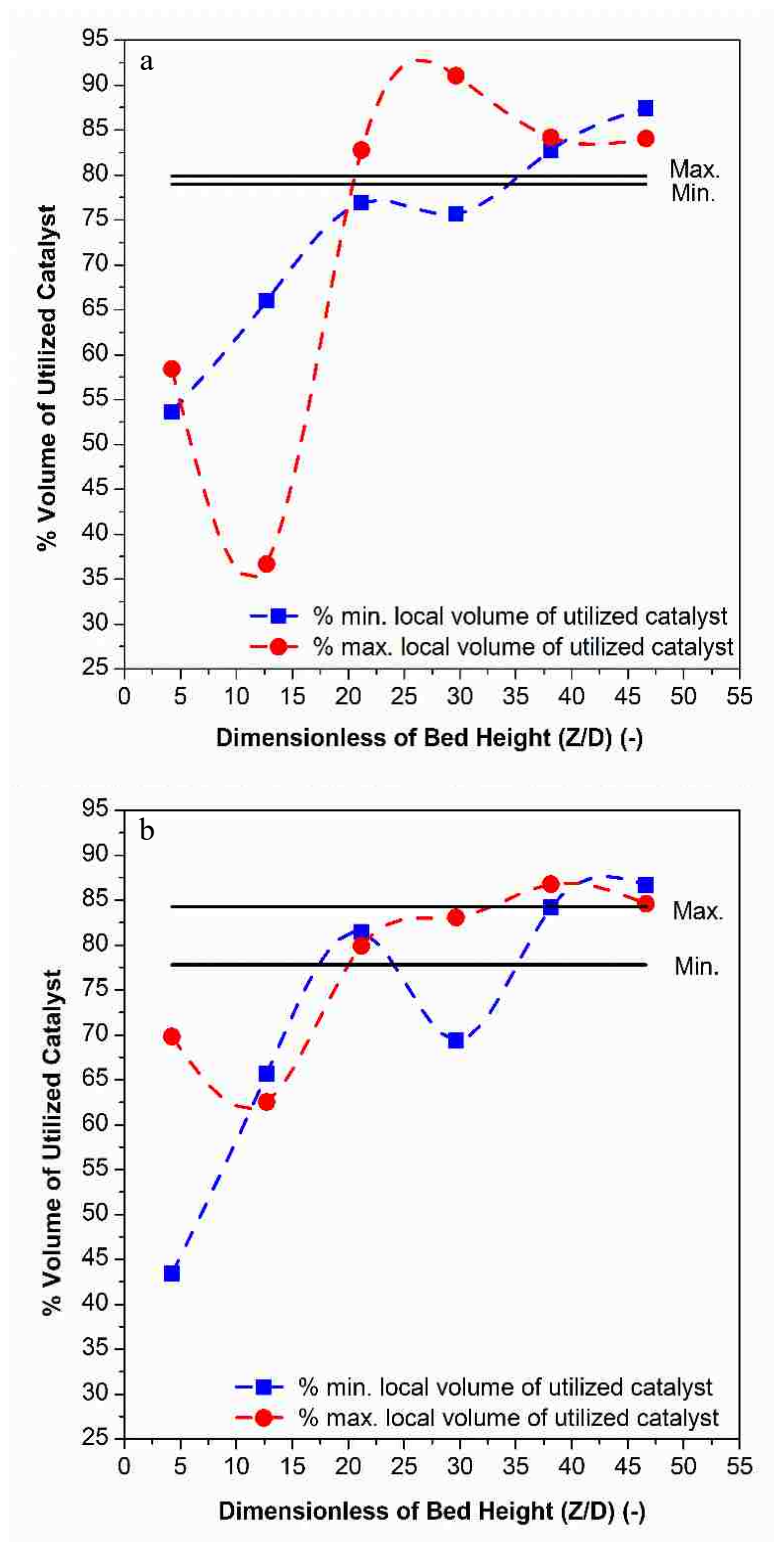 a
95
90
85
80
75
70
65
60
55
50
45
40
35
30
25
% Volume of Utilized Catalyst
Max.
Min.
% min. local volume of utilized catalyst
% max. local volume of utilized catalyst
0 5 10 15 20 25 30 35 40 45 50 55
Dimensionless of Bed Height (Z/D) (-)
b
95
90
85
80
75
70
65
60
55
50
45
40
35
30
25
% Volume of Utilized Catalyst
Max.
Min.
% min. local volume of utilized catalyst
% max. local volume of utilized catalyst
0 5 10 15 20 25 30 35 40 45 50 55
Dimensionless of Bed Height (Z/D) (-)